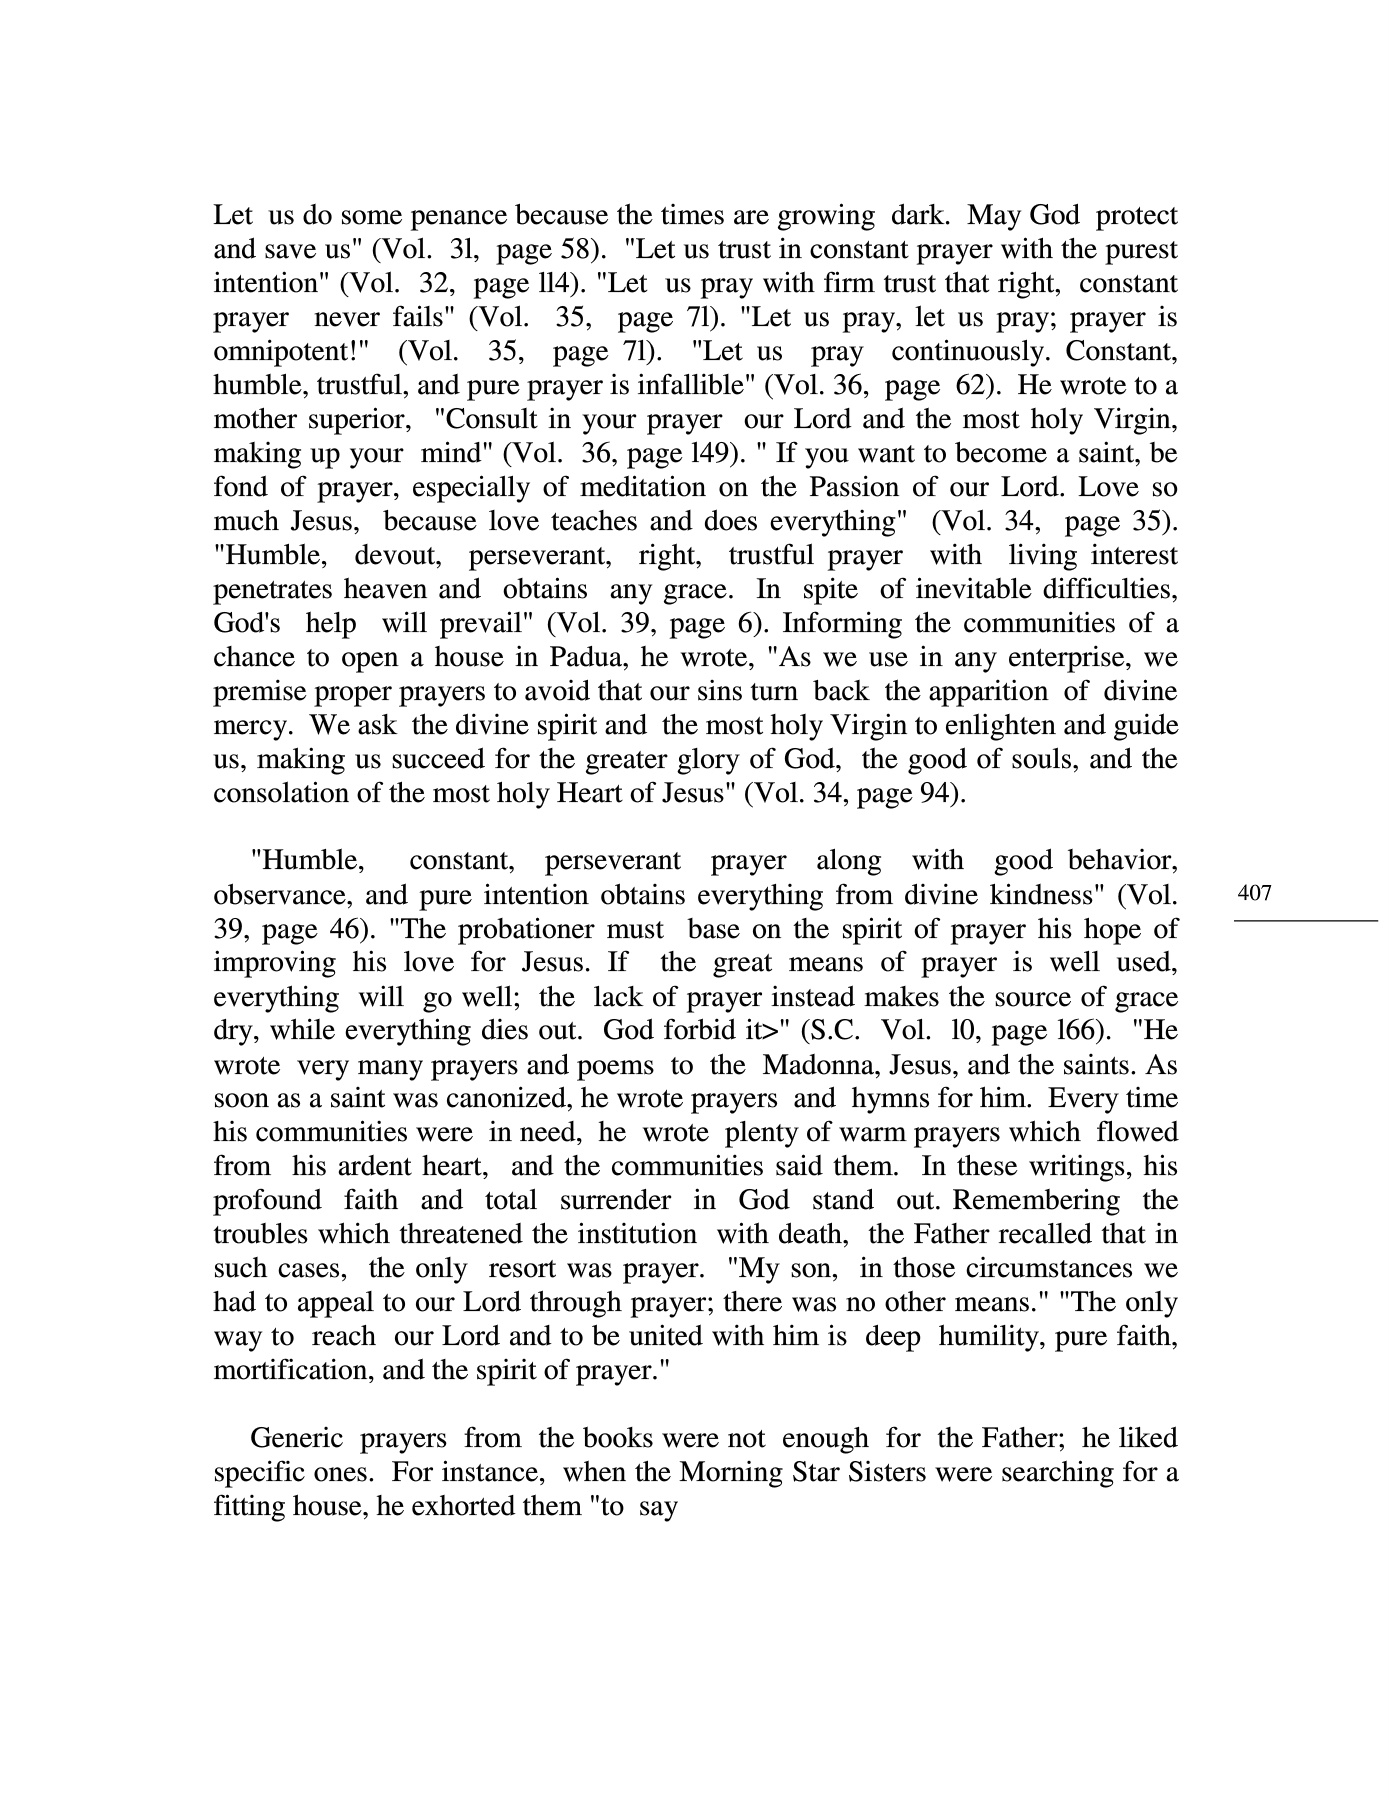 Let us do some penance because the times are growing dark. May God protect
and save us" (Vol. 3l, page 58). "Let us trust in constant prayer with the purest
intention" (Vol. 32, page ll4). "Let us pray with firm trust that right, constant
prayer never fails" (Vol. 35, page 7l). "Let us pray, let us pray; prayer is
omnipotent!" (Vol. 35, page 7l). "Let us pray continuously. Constant,
humble, trustful, and pure prayer is infallible" (Vol. 36, page 62). He wrote to a
mother superior, "Consult in your prayer our Lord and the most holy Virgin,
making up your mind" (Vol. 36, page l49). " If you want to become a saint, be
fond of prayer, especially of meditation on the Passion of our Lord. Love so
much Jesus, because love teaches and does everything" (Vol. 34, page 35).
"Humble, devout, perseverant, right, trustful prayer with living interest
penetrates heaven and obtains any grace. In spite of inevitable difficulties,
God's help will prevail" (Vol. 39, page 6). Informing the communities of a
chance to open a house in Padua, he wrote, "As we use in any enterprise, we
premise proper prayers to avoid that our sins turn back the apparition of divine
mercy. We ask the divine spirit and the most holy Virgin to enlighten and guide
us, making us succeed for the greater glory of God, the good of souls, and the
consolation of the most holy Heart of Jesus" (Vol. 34, page 94).
"Humble, constant, perseverant prayer along with good behavior,
observance, and pure intention obtains everything from divine kindness" (Vol.
39, page 46). "The probationer must base on the spirit of prayer his hope of
improving his love for Jesus. If the great means of prayer is well used,
everything will go well; the lack of prayer instead makes the source of grace
dry, while everything dies out. God forbid it>" (S.C. Vol. l0, page l66). "He
wrote very many prayers and poems to the Madonna, Jesus, and the saints. As
soon as a saint was canonized, he wrote prayers and hymns for him. Every time
his communities were in need, he wrote plenty of warm prayers which flowed
from his ardent heart, and the communities said them. In these writings, his
profound faith and total surrender in God stand out. Remembering the
troubles which threatened the institution with death, the Father recalled that in
such cases, the only resort was prayer. "My son, in those circumstances we
had to appeal to our Lord through prayer; there was no other means." "The only
way to reach our Lord and to be united with him is deep humility, pure faith,
mortification, and the spirit of prayer."
Generic prayers from the books were not enough for the Father; he liked
specific ones. For instance, when the Morning Star Sisters were searching for a
fitting house, he exhorted them "to say
407